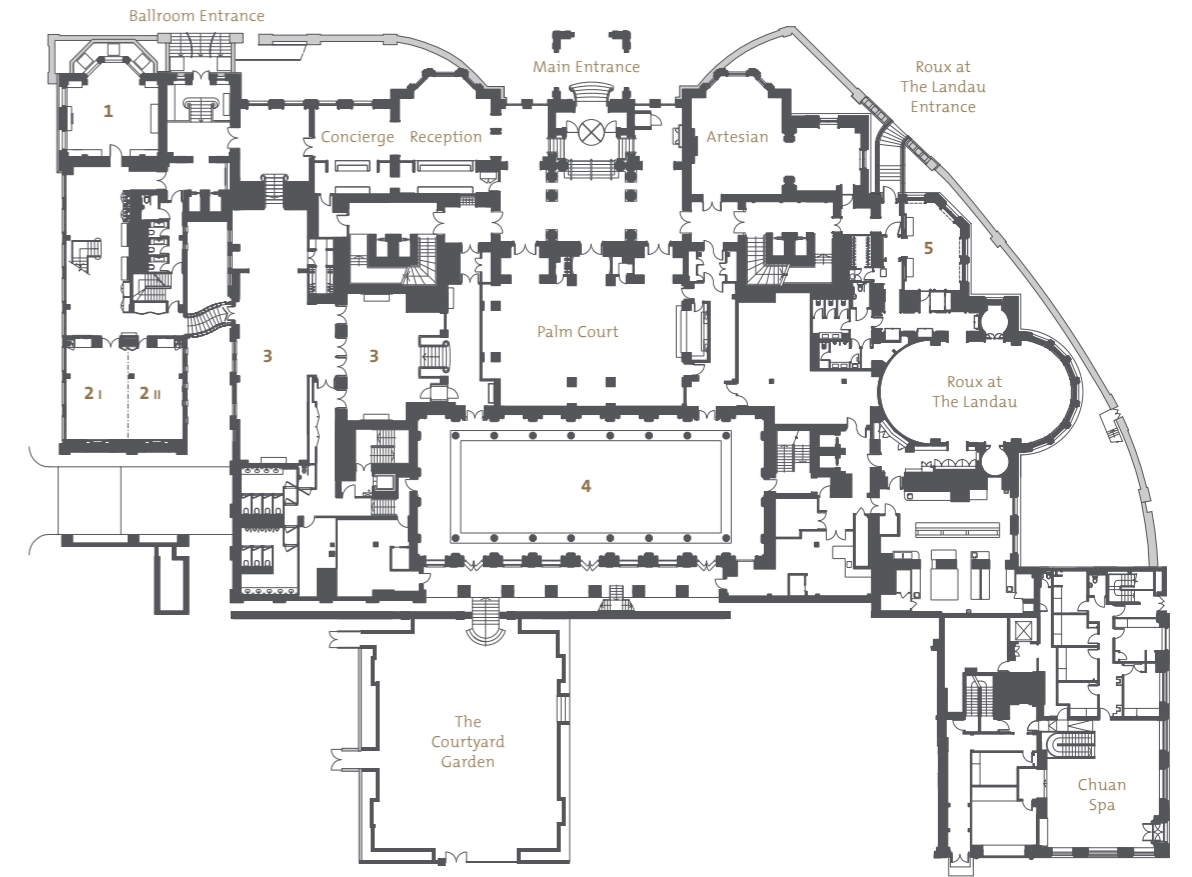 Ballroom Entrance
Main Entrance
Roux at
The Landau
Entrance
1
Concierge
Reception
Artesian
5
Palm Court
3
3
2 I
2 II
Roux at
The Landau
4
The
Courtyard
Garden
Chuan
Spa